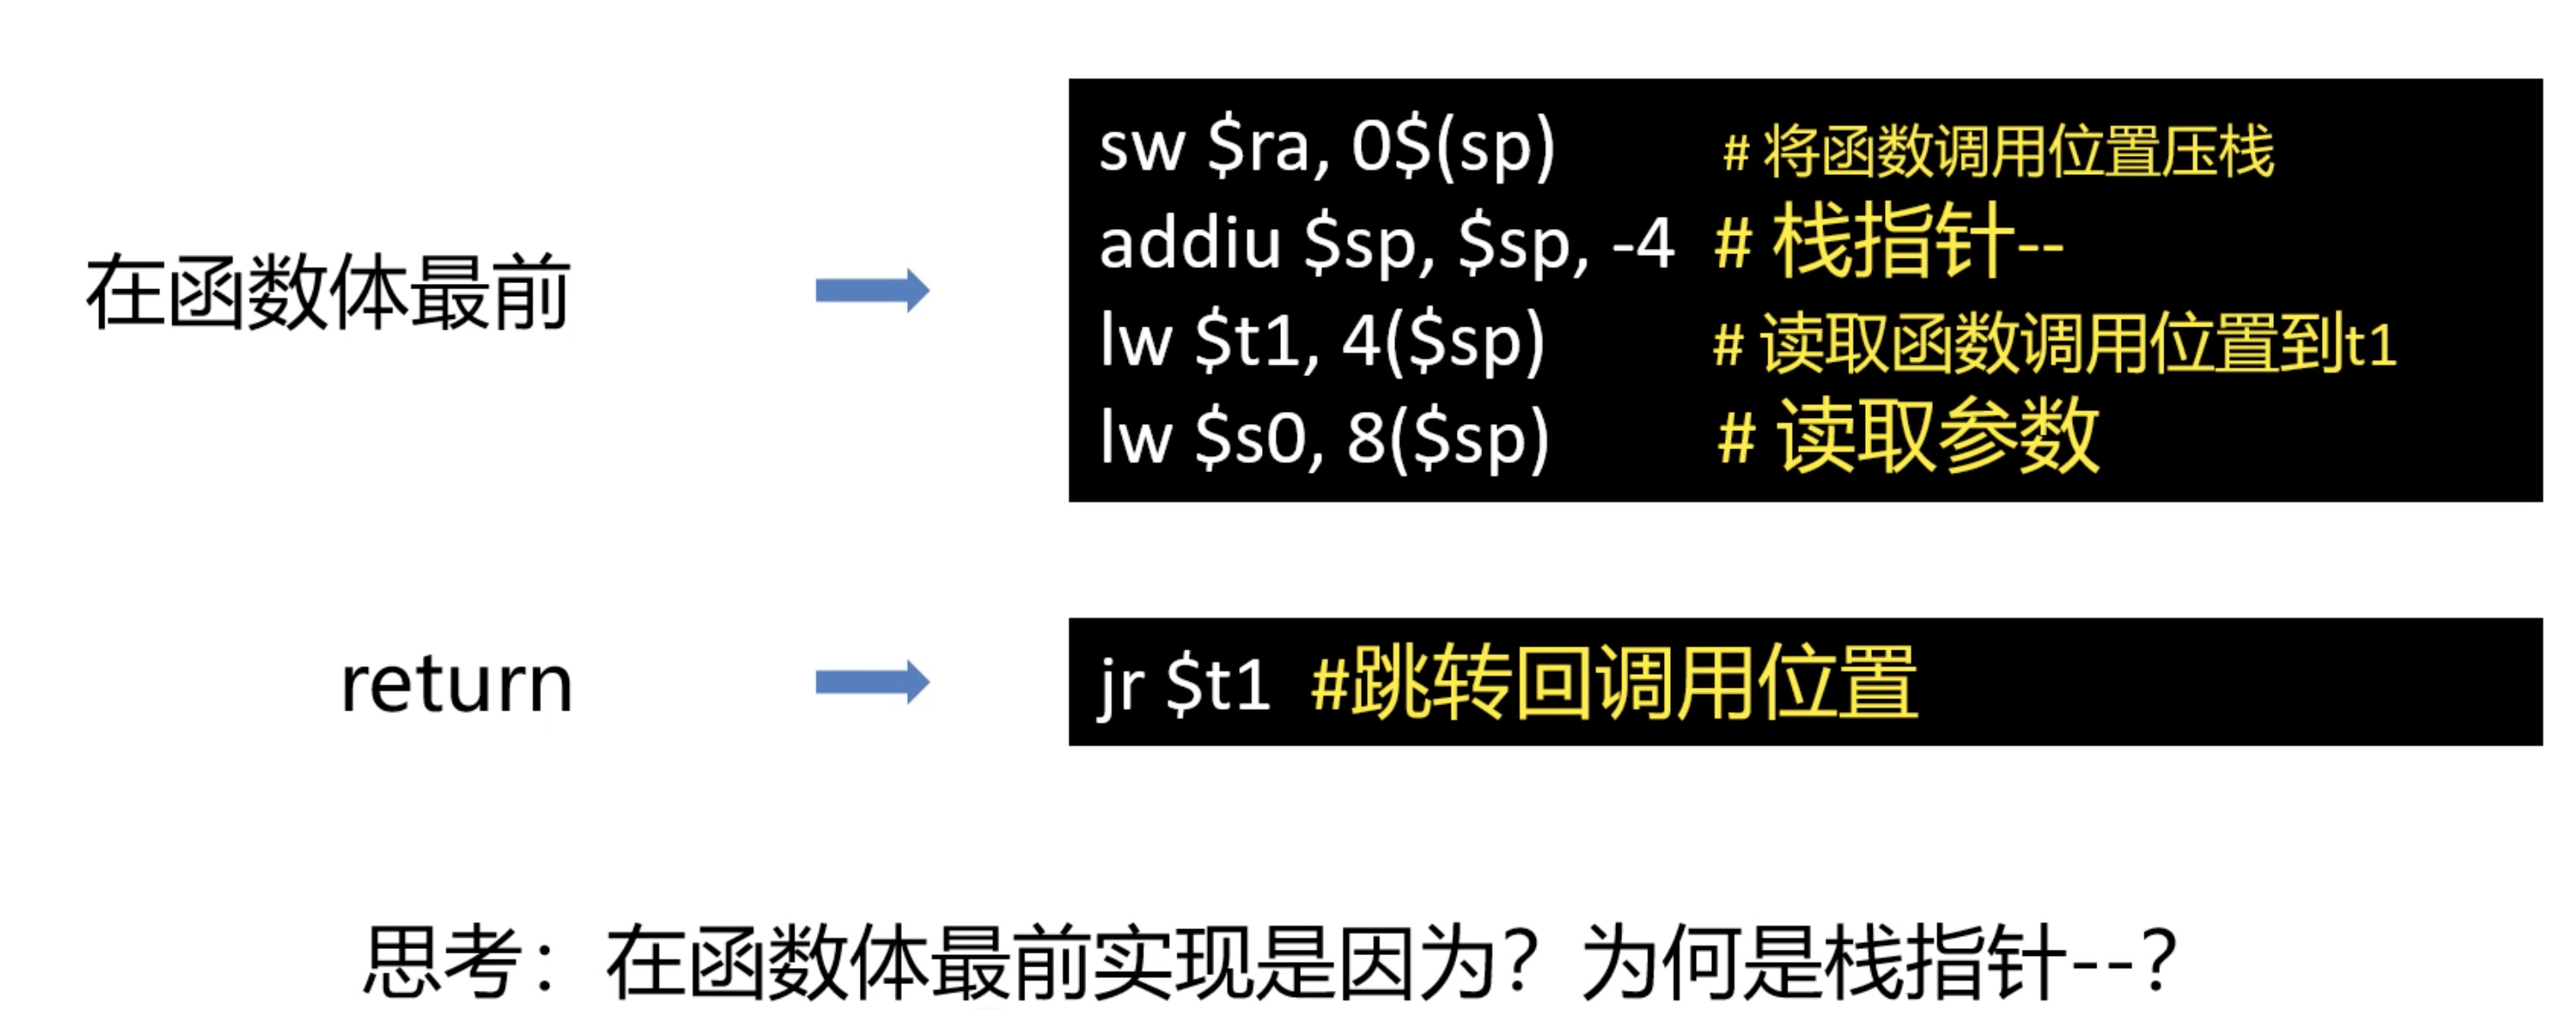 sw $ra, 0$(sp) # 将函数调用位置压栈
addiu $sp, $sp, -4 # 栈指针--
在函数体最前
lw $t1, 4($sp) # 读取函数调用位置到t1
lw $s0, 8($sp) # 读取参数
return
jr $t1 #跳转回调用位置
思考：在函数体最前实现是因为？为何是栈指针--？